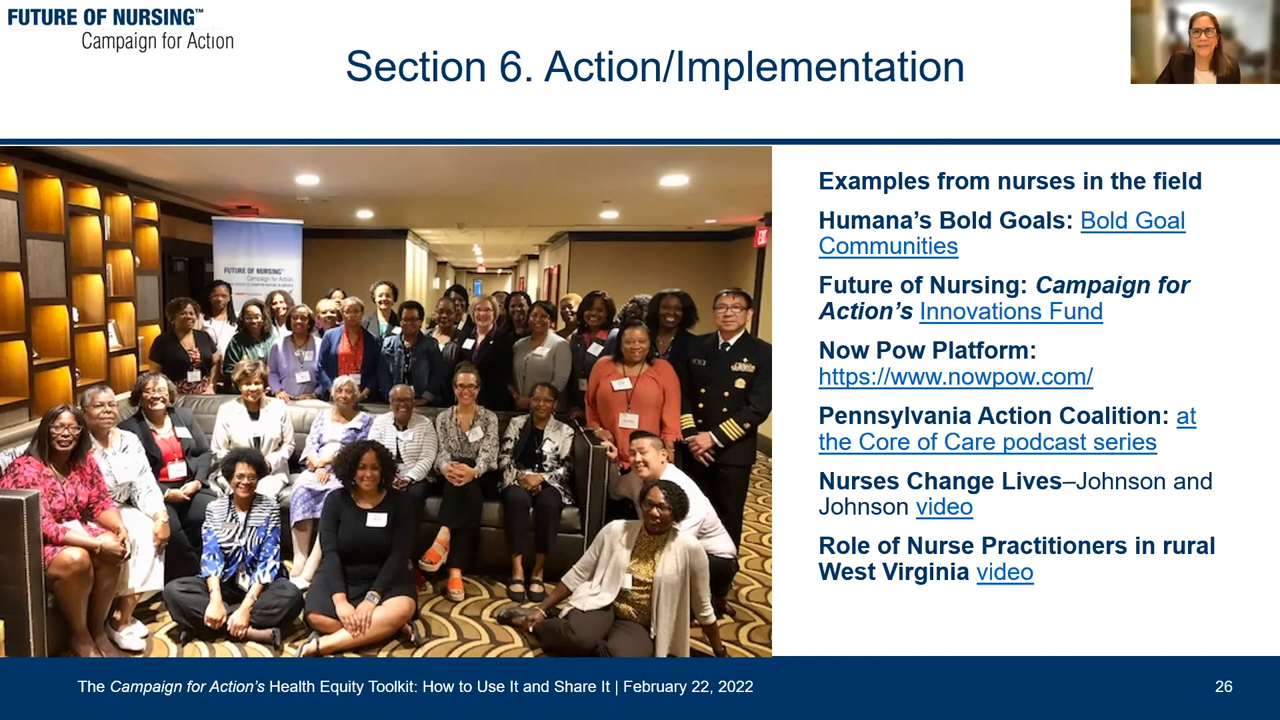 FUTURE OF NURSING™
Campaign for Action
Section 6. Action/Implementation
FUTURE OF NURSING™
Campaign for Action
EXIT
Examples from nurses in the field
Humana’s Bold Goals: Bold Goal
Communities
Future of Nursing: Campaign for
Action’s Innovations Fund
Now Pow Platform:
https://www.nowpow.com/
Pennsylvania Action Coalition: at
the Core of Care podcast series
Nurses Change Lives–Johnson and
Johnson video
Role of Nurse Practitioners in rural
West Virginia video
The Campaign for Action’s Health Equity Toolkit: How to Use It and Share It | February 22, 2022
26